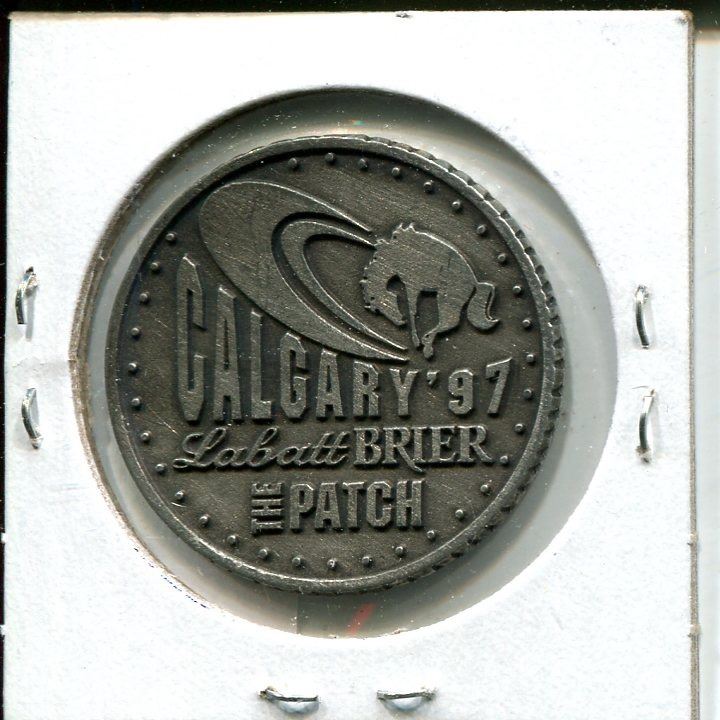 CALGARY '97
Labatt BRIER
THE PATCH